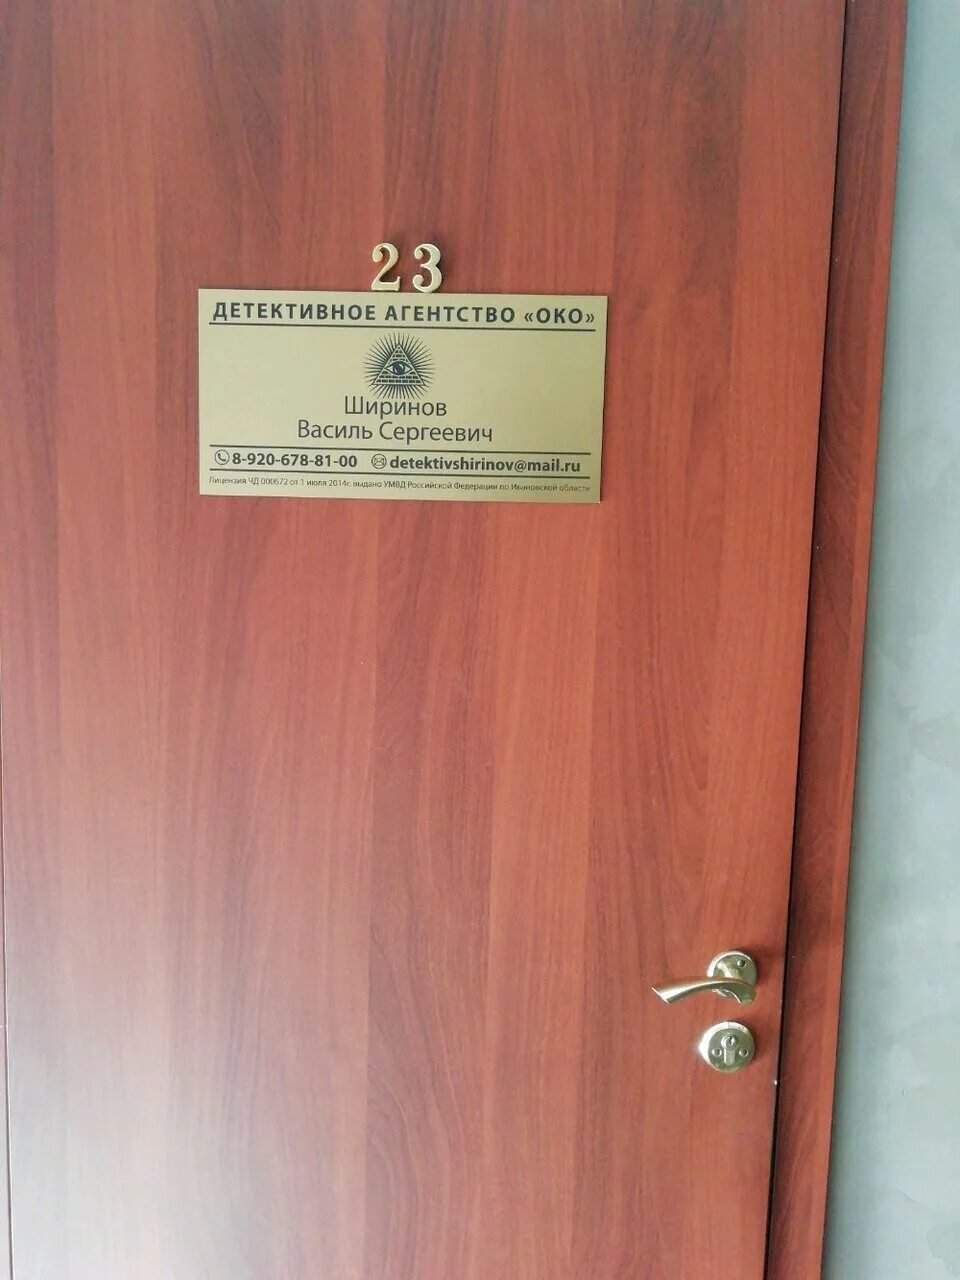 23
ДЕТЕКТИВНОЕ АГЕНТСТВО «ОКО»
Ширинов
Василь Сергеевич
8-920-678-81-00 detektivshirinov@mail.ru
Лицензия ЧД 000672 от 1 июля 2014г. выдано УМВД Российской Федерации по Ивановской области